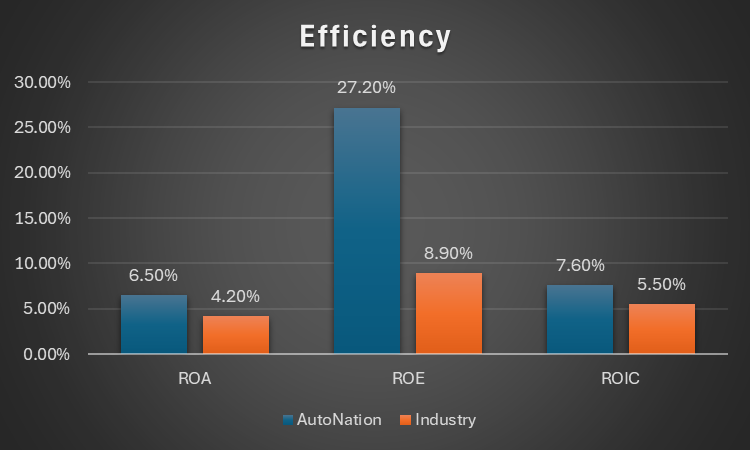 Efficiency
30.00%
25.00%
20.00%
15.00%
10.00%
5.00%
0.00%
6.50%
4.20%
27.20%
8.90%
7.60%
5.50%
ROA
ROE
ROIC
AutoNation
Industry